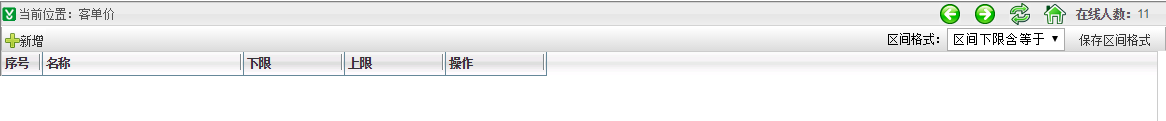 当前位置：客单价 在线人数：11
新增 区间格式： 区间下限含等于 保存区间格式
序号 名称 下限 上限 操作